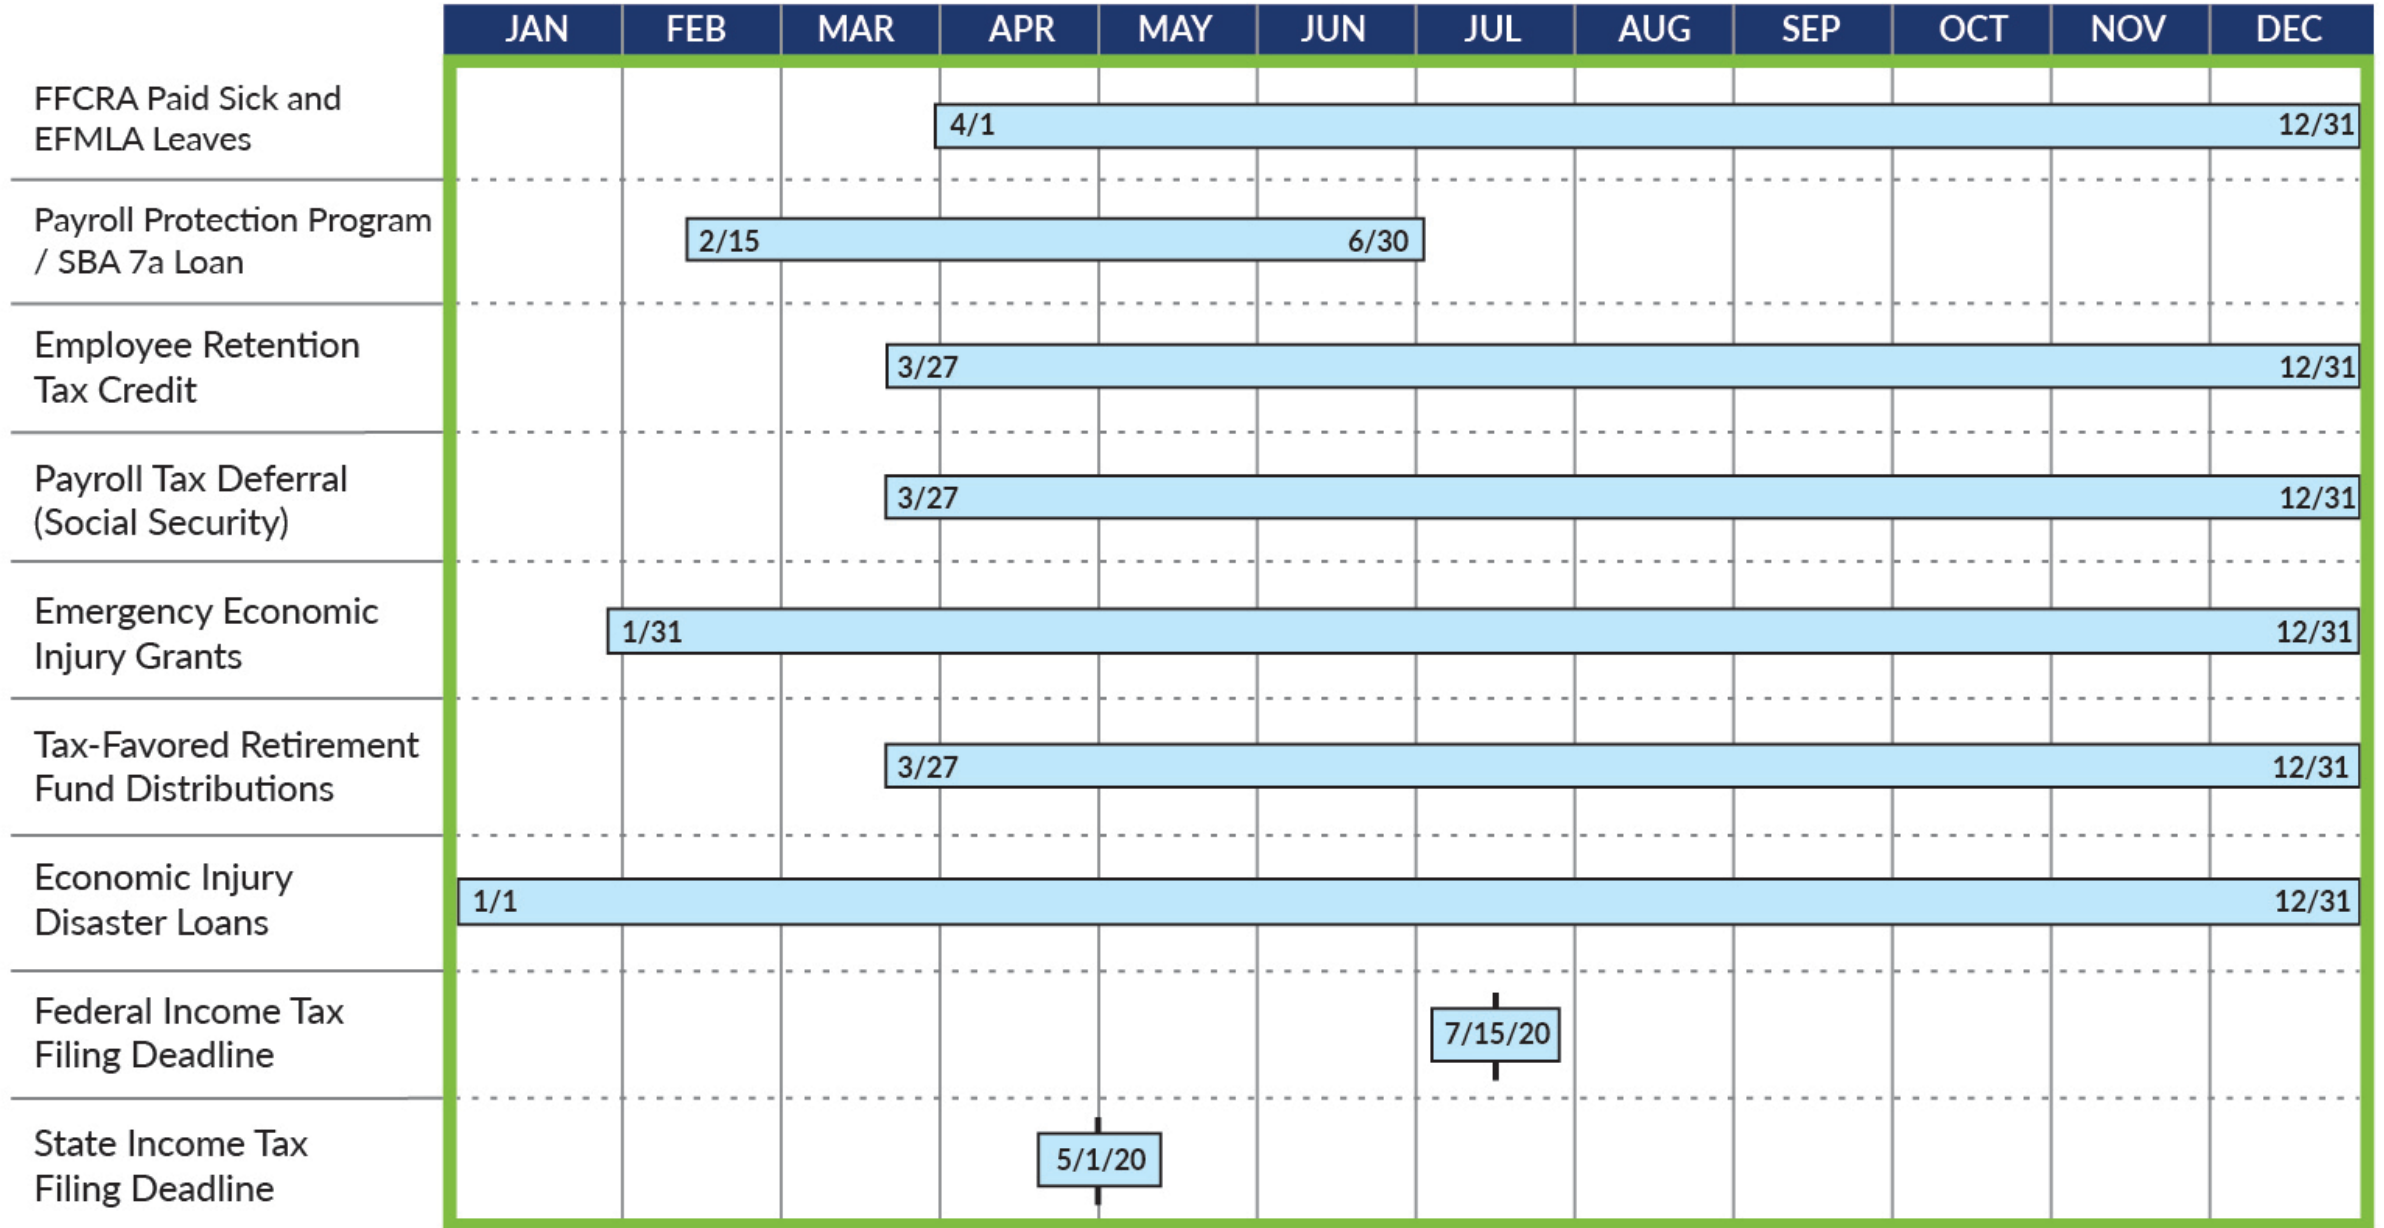 JAN FEB MAR APR MAY JUN JUL AUG SEP OCT NOV DEC
FFCRA Paid Sick and
EFMLA Leaves
4/1 12/31
Payroll Protection Program
/ SBA 7a Loan
2/15 6/30
Employee Retention
Tax Credit
3/27 12/31
Payroll Tax Deferral
(Social Security)
3/27 12/31
Emergency Economic
Injury Grants
1/31 12/31
Tax-Favored Retirement
Fund Distributions
3/27 12/31
Economic Injury
Disaster Loans
1/1 12/31
Federal Income Tax
Filing Deadline
7/15/20
State Income Tax
Filing Deadline
5/1/20